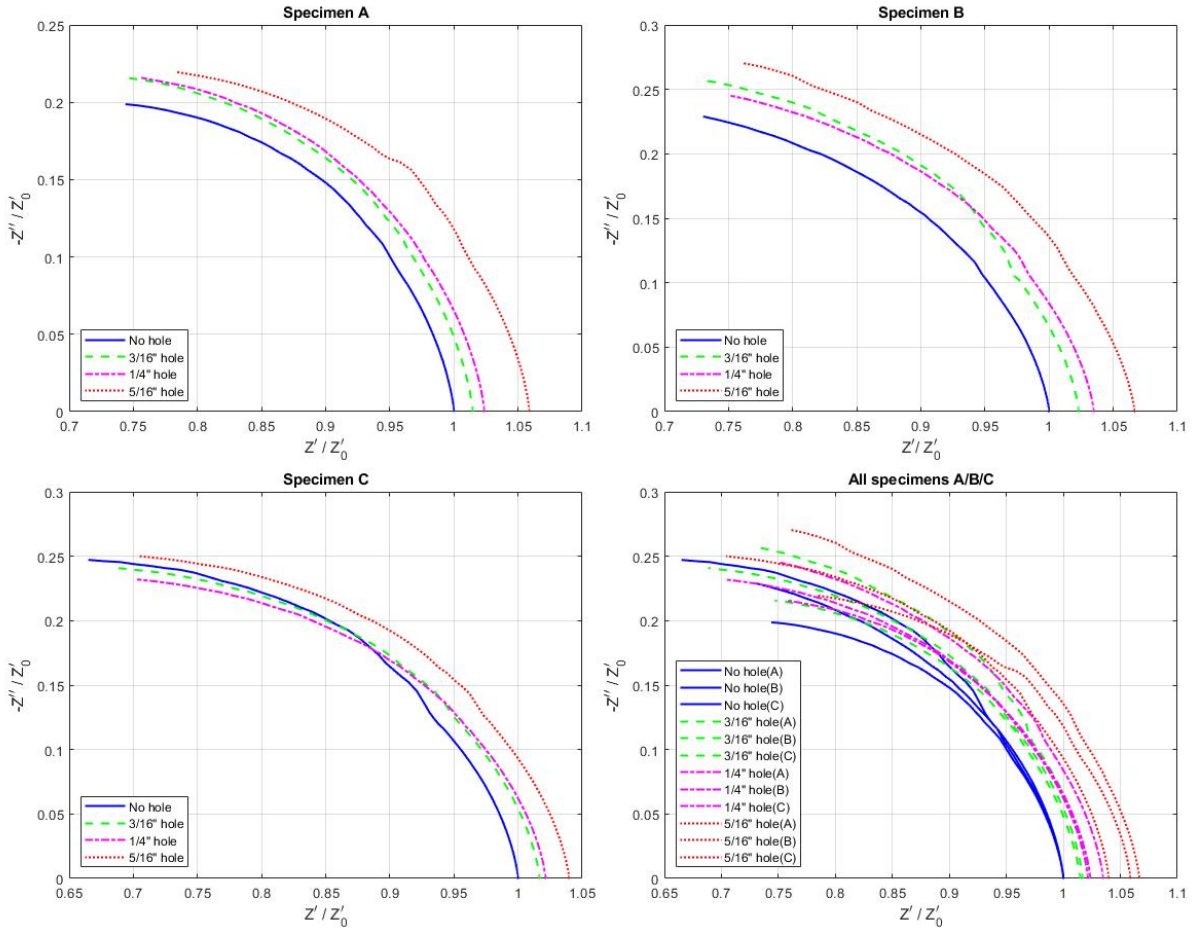 Specimen A
0.25
0.2
0.15
0.1
0.05
0
-Z'' / Z'₀
No hole
3/16" hole
1/4" hole
5/16" hole
0.7 0.75 0.8 0.85 0.9 0.95 1 1.05 1.1
Z' / Z'₀
Specimen B
0.3
0.25
0.2
0.15
0.1
0.05
0
-Z'' / Z'₀
No hole
3/16" hole
1/4" hole
5/16" hole
0.7 0.75 0.8 0.85 0.9 0.95 1 1.05 1.1
Z' / Z'₀
Specimen C
0.3
0.25
0.2
0.15
0.1
0.05
0
-Z'' / Z'₀
No hole
3/16" hole
1/4" hole
5/16" hole
0.65 0.7 0.75 0.8 0.85 0.9 0.95 1 1.05
Z' / Z'₀
All specimens A/B/C
0.3
0.25
0.2
0.15
0.1
0.05
0
-Z'' / Z'₀
No hole(A)
No hole(B)
No hole(C)
3/16" hole(A)
3/16" hole(B)
3/16" hole(C)
1/4" hole(A)
1/4" hole(B)
1/4" hole(C)
5/16" hole(A)
5/16" hole(B)
5/16" hole(C)
0.65 0.7 0.75 0.8 0.85 0.9 0.95 1 1.05 1.1
Z' / Z'₀